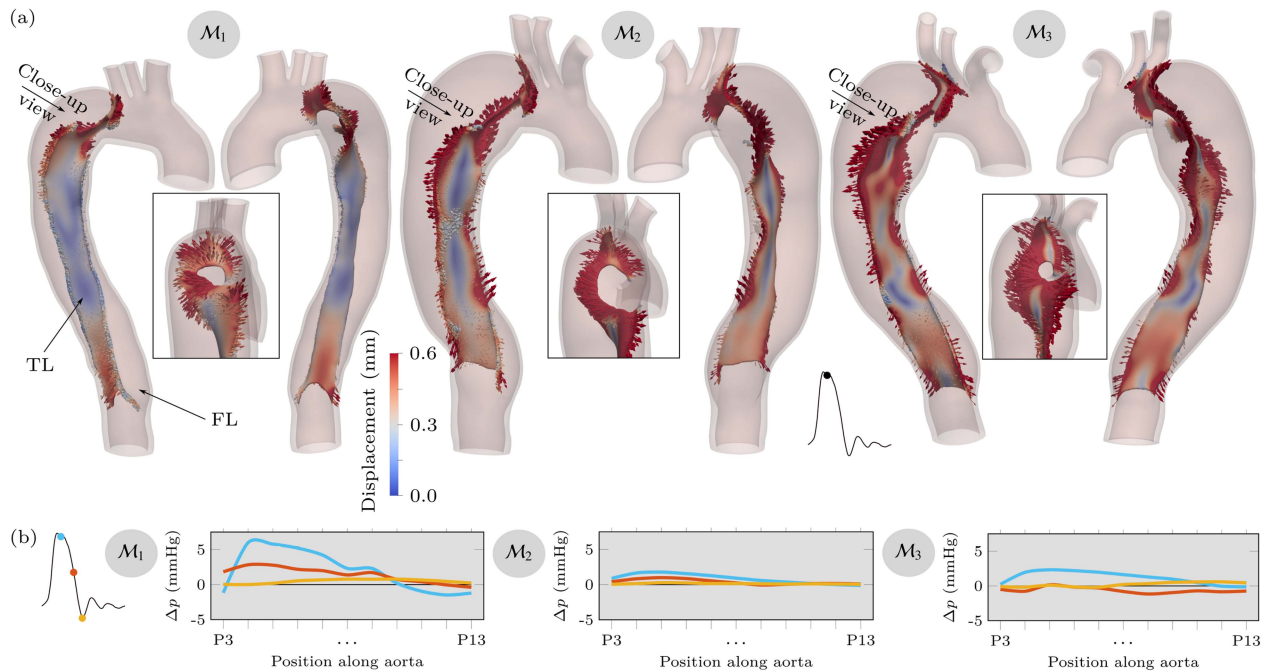 (a)
M₁
M₂
M₃
Close-up
view
Close-up
view
Close-up
view
TL
FL
Displacement (mm)
0.6
0.3
0.0
(b)
M₁
Δp (mmHg)
5
0
-5
P3
...
P13
Position along aorta
M₂
Δp (mmHg)
5
0
-5
P3
...
P13
Position along aorta
M₃
Δp (mmHg)
5
0
-5
P3
...
P13
Position along aorta